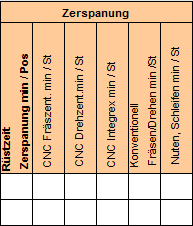 Zerspanung
Rüstzeit
Zerspanung min / Pos
CNC Fräszent. min / St
CNC Drehzent.min / St
CNC Integrex min / St
Konventionell
Fräsen/Drehen min /St
Nuten, Schleifen min / St